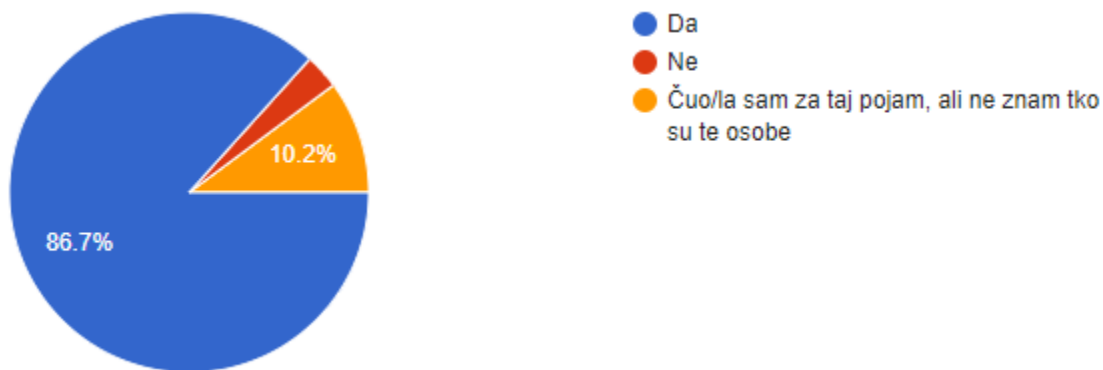 Da
Ne
Čuo/la sam za taj pojam, ali ne znam tko
su te osobe
10.2%
86.7%